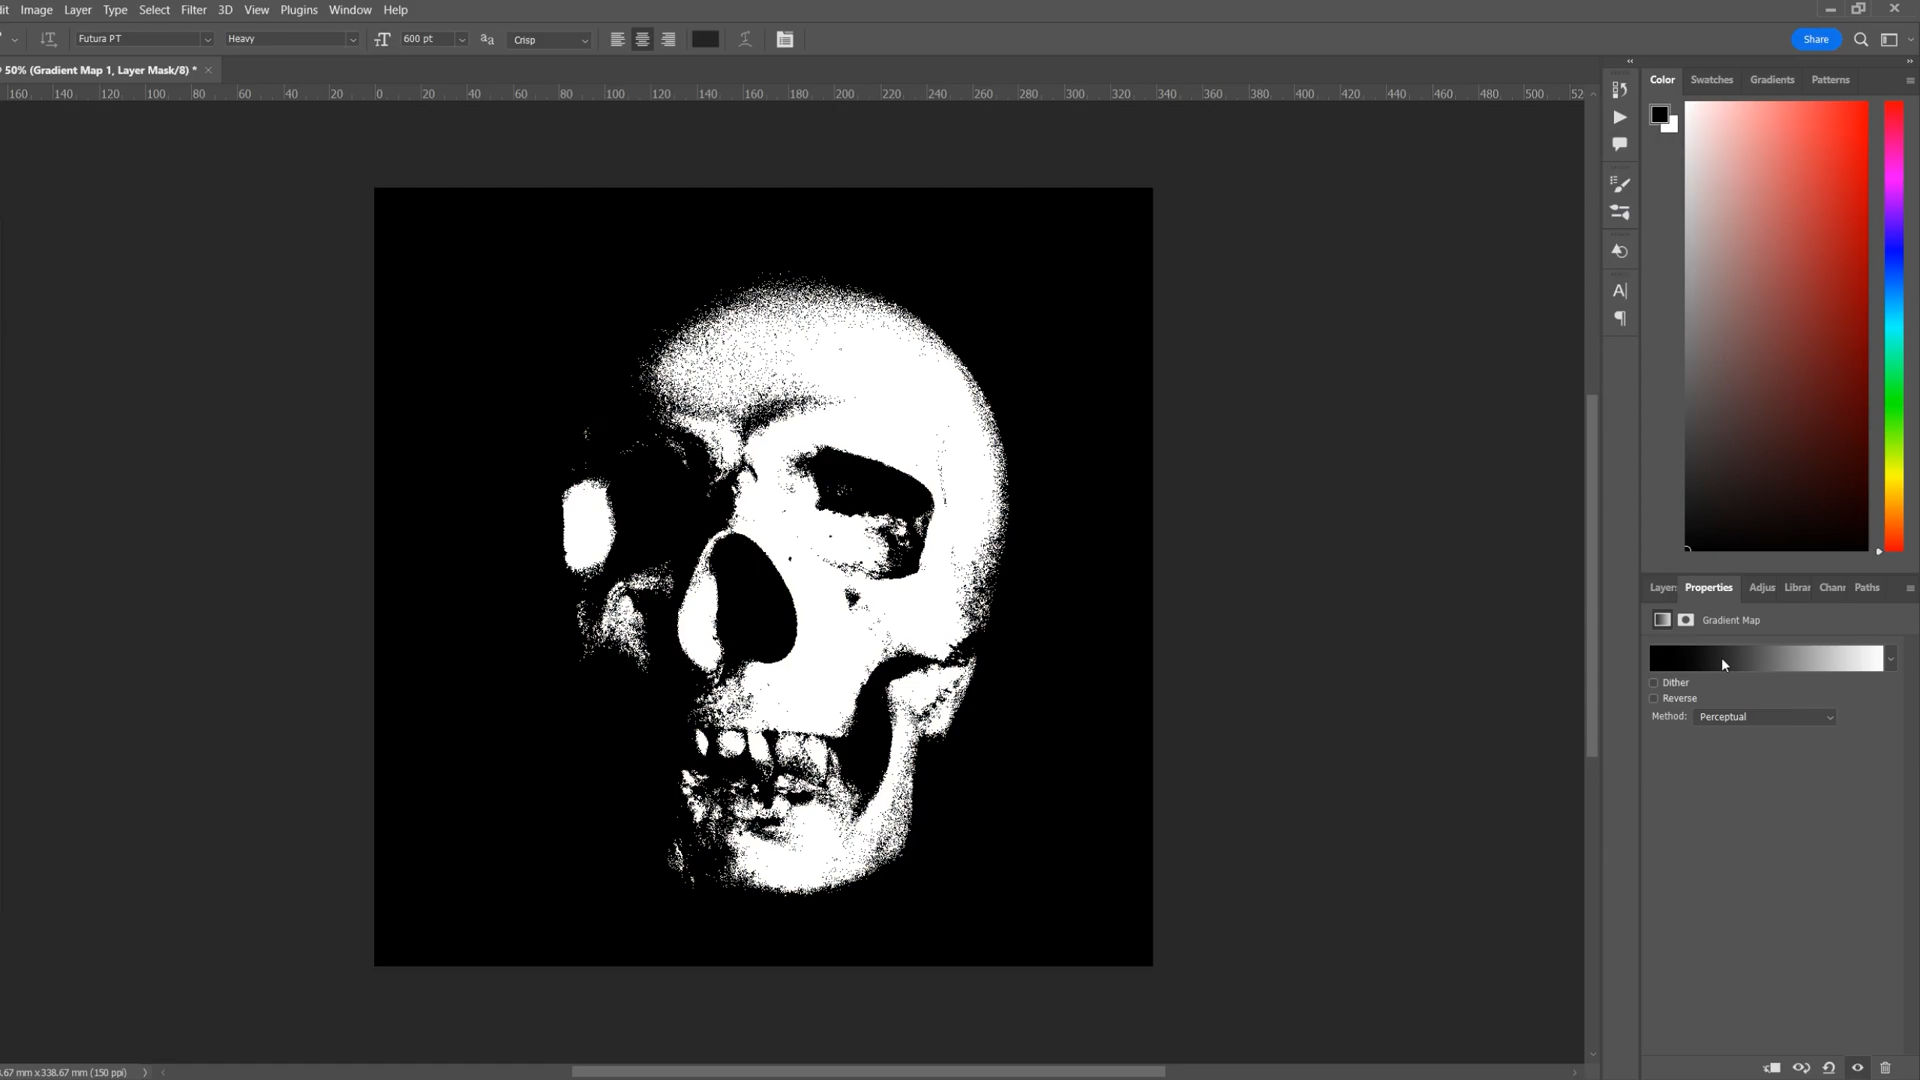 it Image Layer Type Select Filter 3D View Plugins Window Help
Futura PT Heavy 600 pt Crisp Share
50% (Gradient Map 1, Layer Mask/8) *
160 140 120 100 80 60 40 20 0 20 40 60 80 100 120 140 160 180 200 220 240 260 280 300 320 340 360 380 400 420 440 460 480 500 52
Color Swatches Gradients Patterns
Layers Properties Adjus Librar Chann Paths
Gradient Map
Dither
Reverse
Method: Perceptual
.67 mm x 338.67 mm (150 ppi)